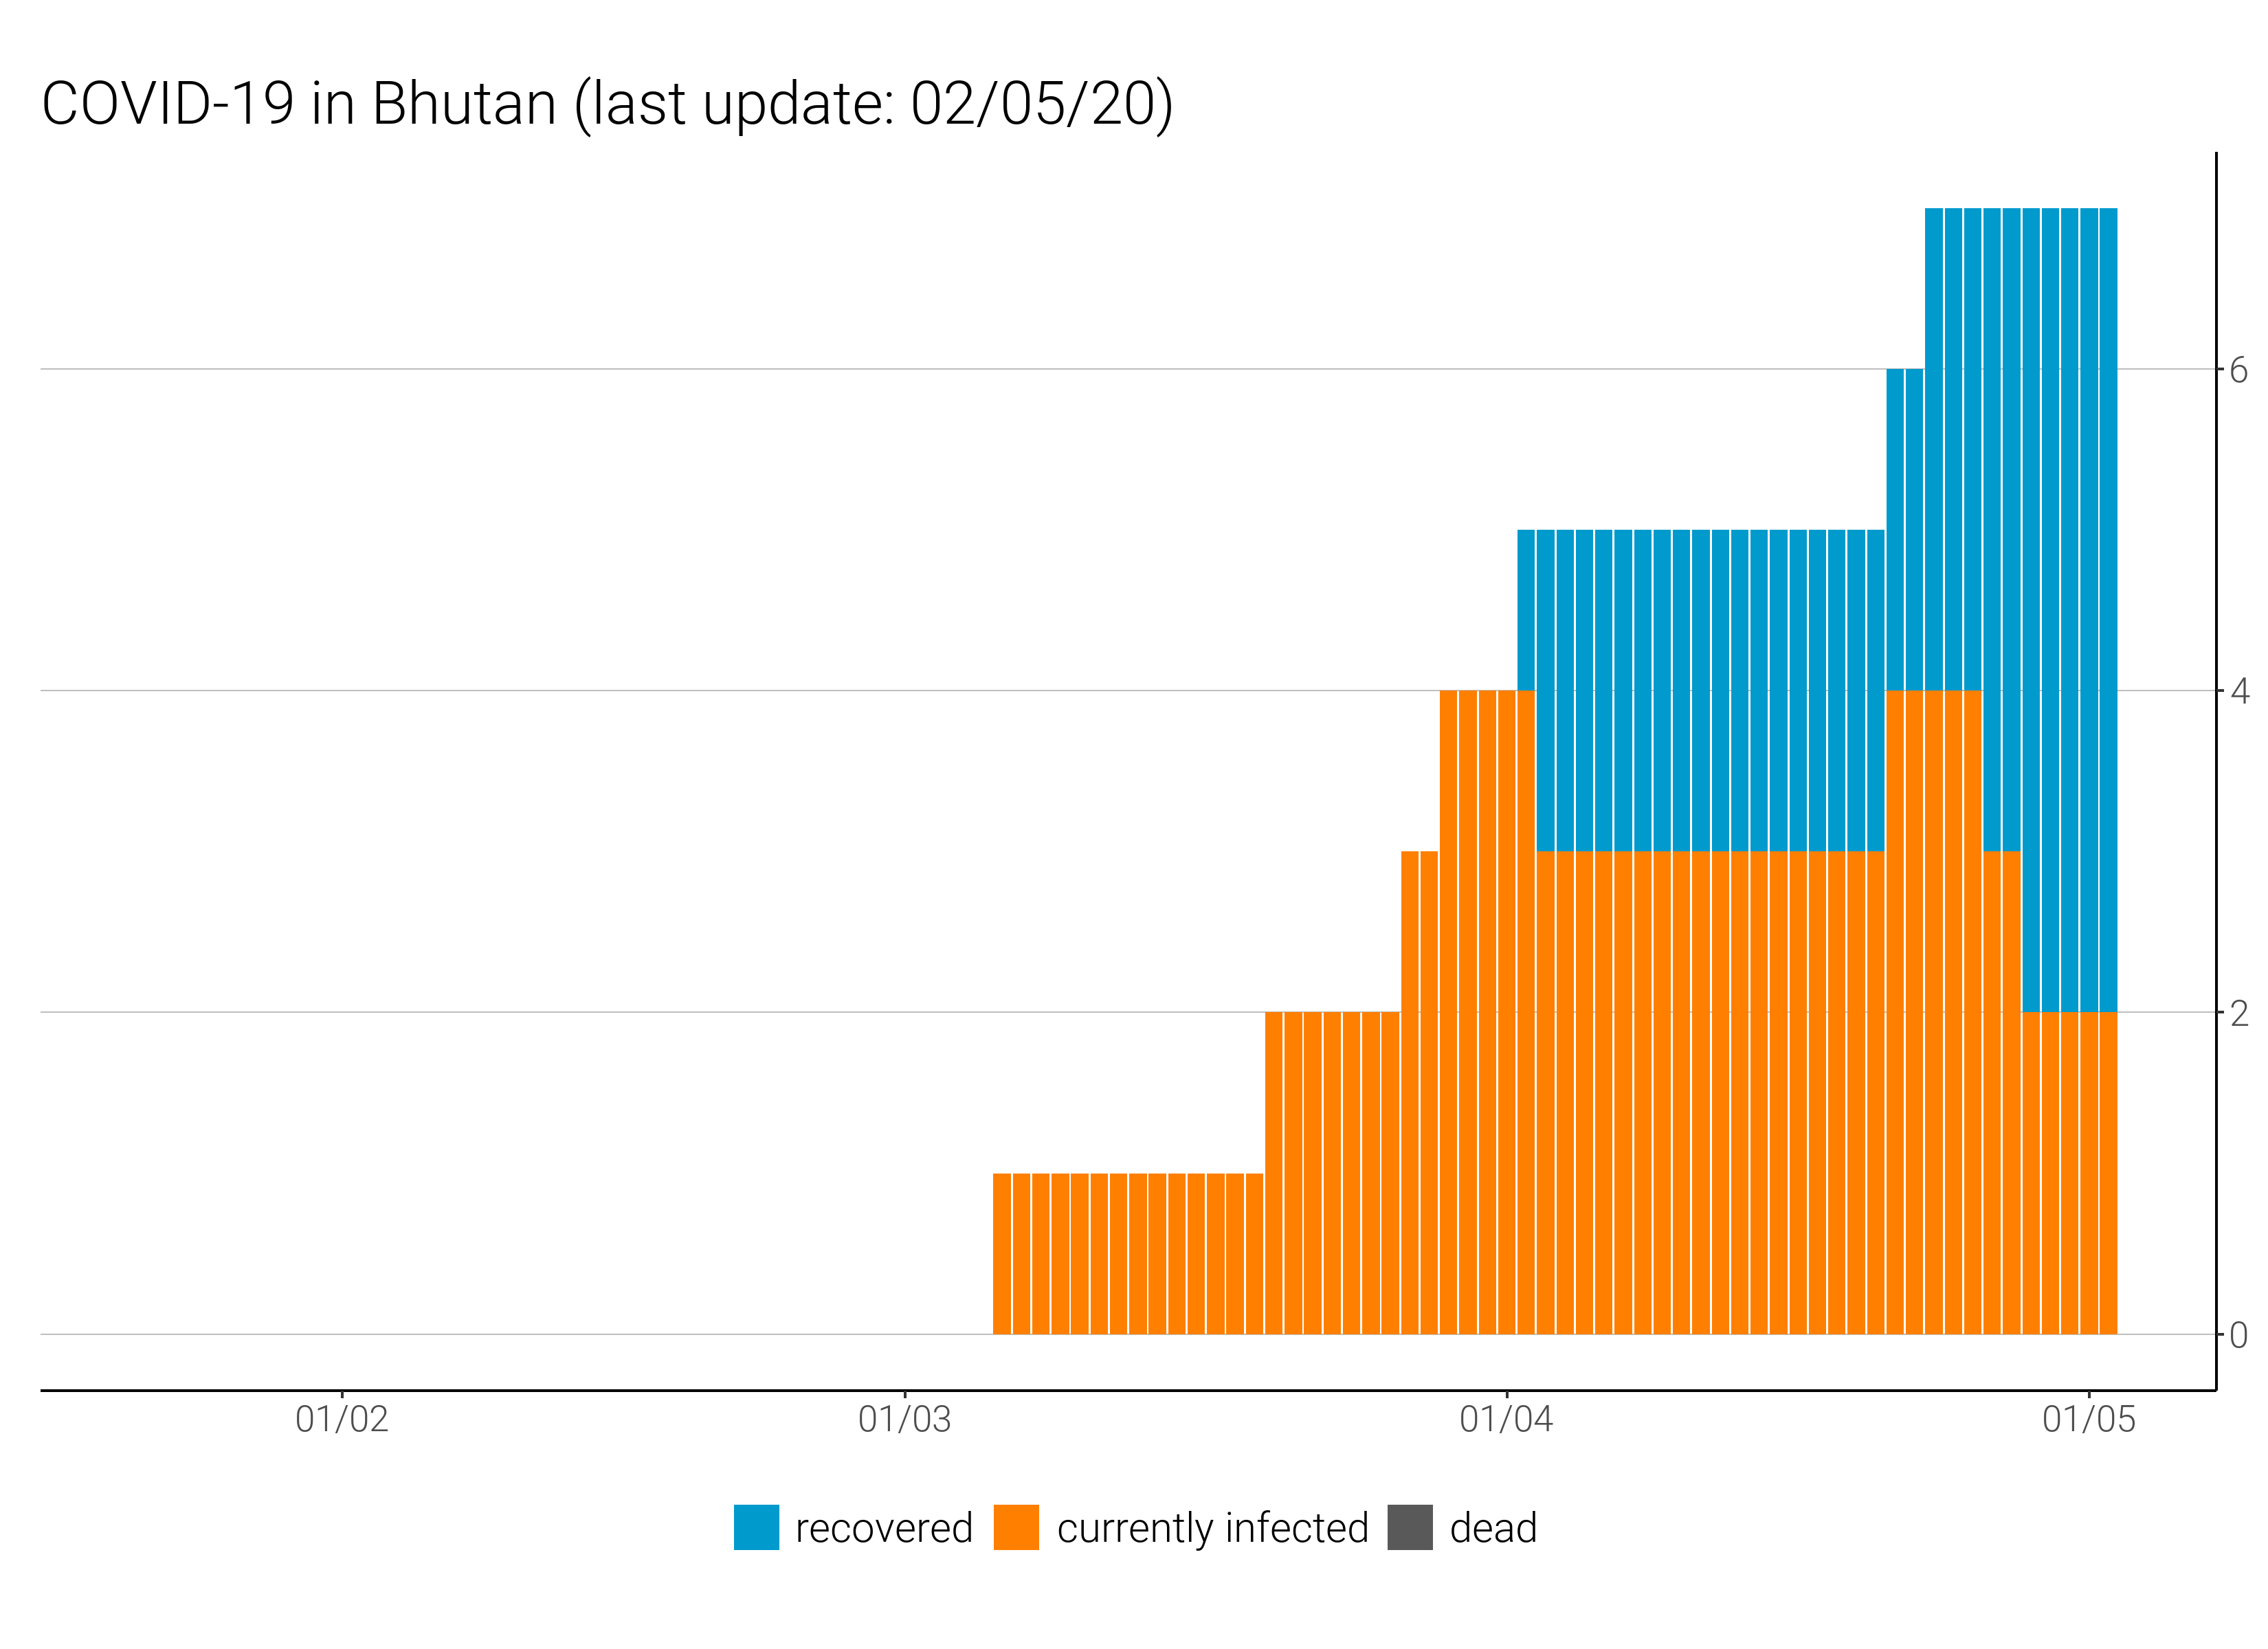 COVID-19 in Bhutan (last update: 02/05/20)
6
4
2
0
01/02 01/03 01/04 01/05
recovered currently infected dead